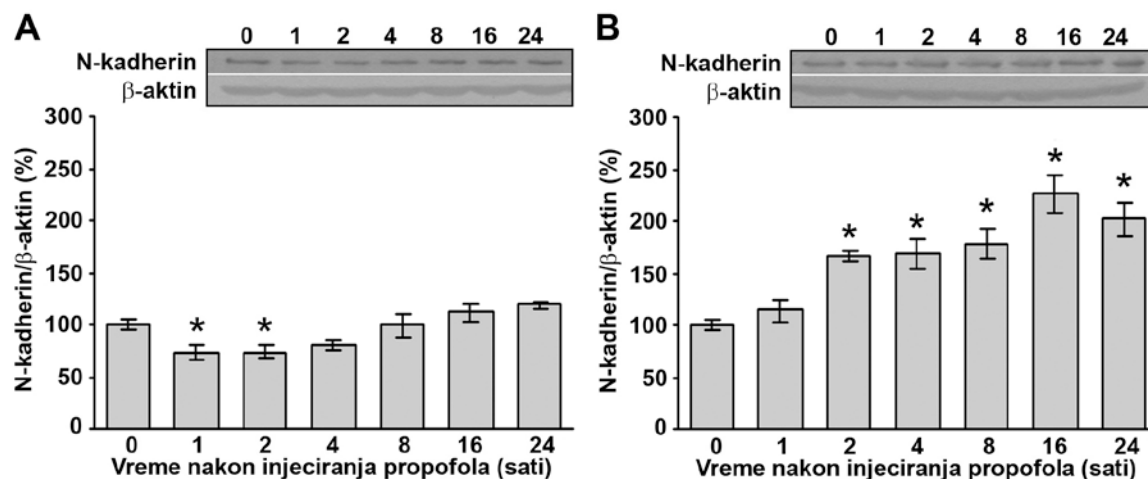 A
0 1 2 4 8 16 24
N-kadherin
β-aktin
N-kadherin/β-aktin (%)
300
250
200
150
100
50
0
* *
0 1 2 4 8 16 24
Vreme nakon injeciranja propofola (sati)
B
0 1 2 4 8 16 24
N-kadherin
β-aktin
N-kadherin/β-aktin (%)
300
250
200
150
100
50
0
* * * * *
0 1 2 4 8 16 24
Vreme nakon injeciranja propofola (sati)